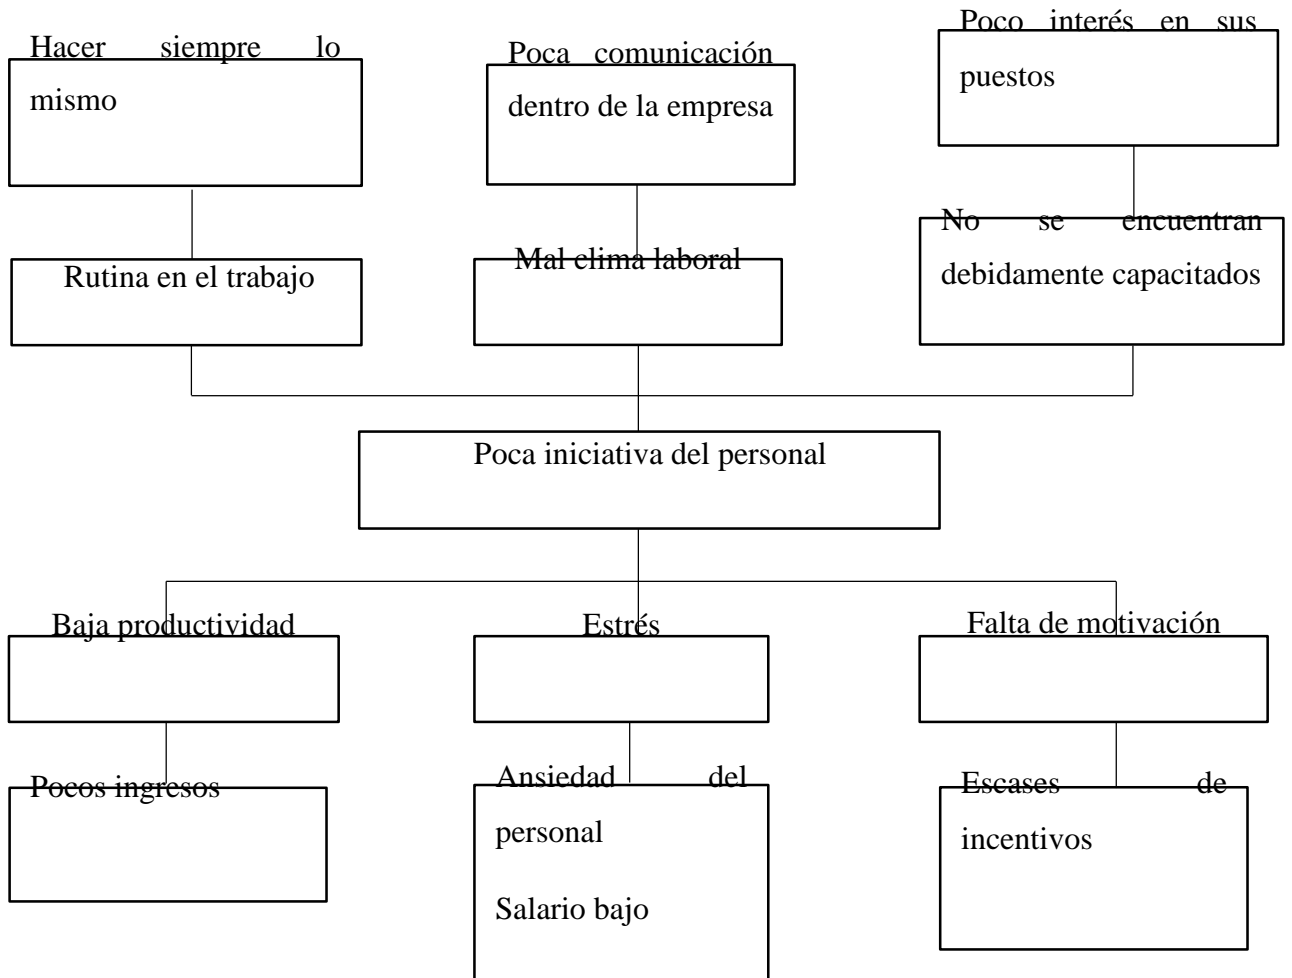 Hacer siempre lo
mismo
Poca comunicación
dentro de la empresa
Poco interés en sus
puestos
Rutina en el trabajo
Mal clima laboral
No se encuentran
debidamente capacitados
Poca iniciativa del personal
Baja productividad
Estrés
Falta de motivación
Pocos ingresos
Ansiedad del
personal
Salario bajo
Escases de
incentivos